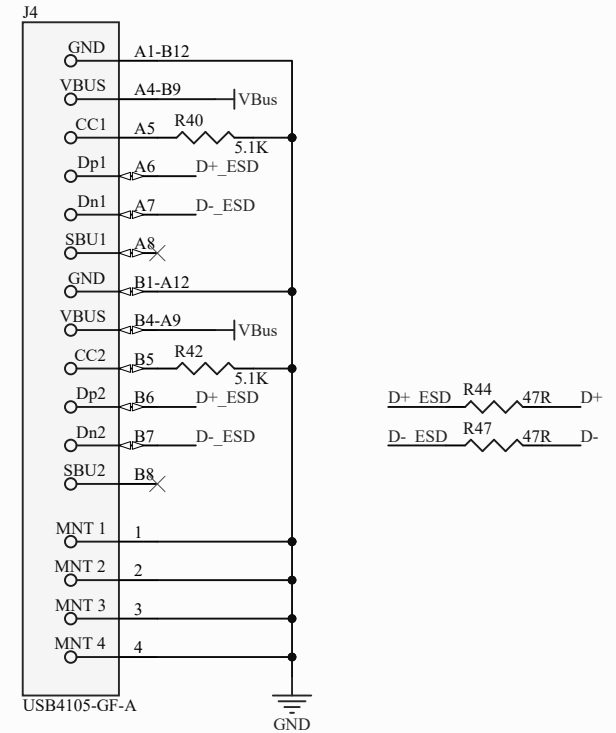 J4
GND A1-B12
VBUS A4-B9 VBus
CC1 A5 R40 5.1K
Dp1 A6 D+_ESD
Dn1 A7 D-_ESD
SBU1 A8
GND B1-A12
VBUS B4-A9 VBus
CC2 B5 R42 5.1K
Dp2 B6 D+_ESD
Dn2 B7 D-_ESD
SBU2 B8
D+_ESD R44 47R D+
D-_ESD R47 47R D-
MNT 1 1
MNT 2 2
MNT 3 3
MNT 4 4
USB4105-GF-A
GND